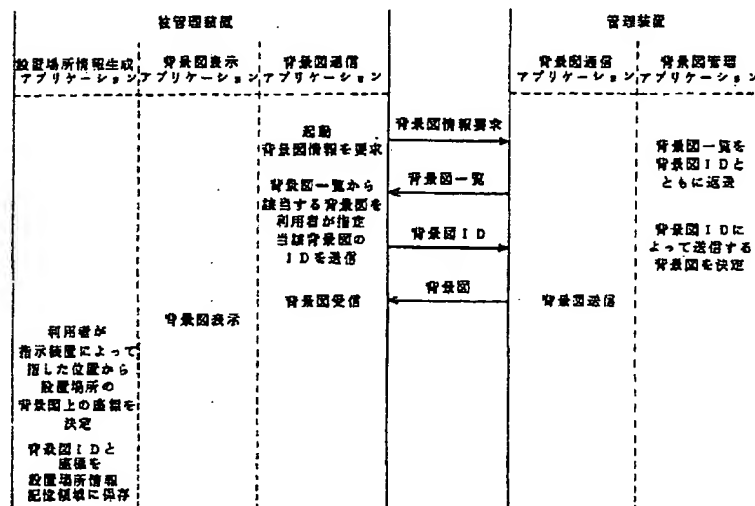 被管理装置
管理装置
設置場所情報生成
アプリケーション
背景図表示
アプリケーション
背景図通信
アプリケーション
背景図通信
アプリケーション
背景図管理
アプリケーション
起動
背景図情報を要求
背景図情報要求
背景図一覧を
背景図IDと
ともに返送
背景図一覧
背景図一覧から
該当する背景図を
利用者が指定
当該背景図の
IDを送信
背景図ID
背景図IDに
よって送信する
背景図を決定
背景図
背景図受信
背景図送信
背景図表示
利用者が
指示装置によって
指した位置から
設置場所の
背景図上の座標を
決定
背景図IDと
座標を
設置場所情報
記憶領域に保存